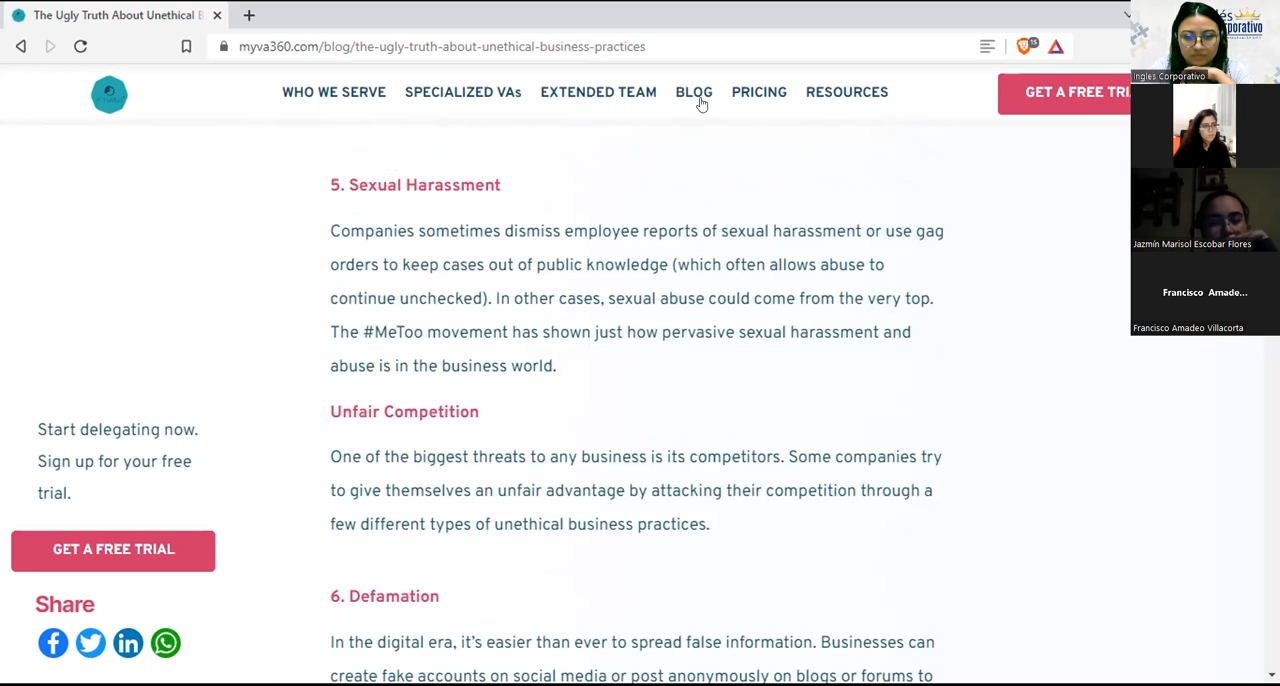 The Ugly Truth About Unethical B
myva360.com/blog/the-ugly-truth-about-unethical-business-practices
15
WHO WE SERVE SPECIALIZED VAs EXTENDED TEAM BLOG PRICING RESOURCES
GET A FREE TRI
5. Sexual Harassment
Companies sometimes dismiss employee reports of sexual harassment or use gag
orders to keep cases out of public knowledge (which often allows abuse to
continue unchecked). In other cases, sexual abuse could come from the very top.
The #MeToo movement has shown just how pervasive sexual harassment and
abuse is in the business world.
Unfair Competition
One of the biggest threats to any business is its competitors. Some companies try
to give themselves an unfair advantage by attacking their competition through a
few different types of unethical business practices.
6. Defamation
In the digital era, it's easier than ever to spread false information. Businesses can
create fake accounts on social media or post anonymously on blogs or forums to
Start delegating now.
Sign up for your free
trial.
GET A FREE TRIAL
Share
és
rporativo
Ingles Corporativo
Jazmín Marisol Escobar Flores
Francisco Amade...
Francisco Amadeo Villacorta